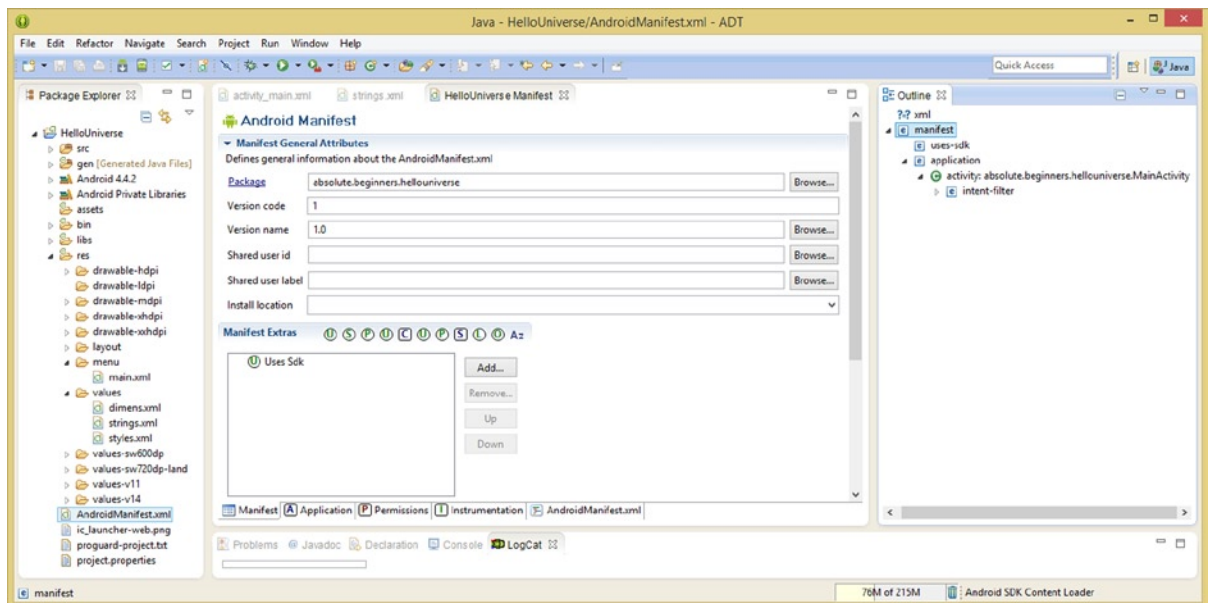 Java - HelloUniverse/AndroidManifest.xml - ADT
File Edit Refactor Navigate Search Project Run Window Help
Quick Access
Java
Package Explorer
HelloUniverse
src
gen [Generated Java Files]
Android 4.4.2
Android Private Libraries
assets
bin
libs
res
drawable-hdpi
drawable-ldpi
drawable-mdpi
drawable-xhdpi
drawable-xxhdpi
layout
menu
main.xml
values
dimens.xml
strings.xml
styles.xml
values-sw600dp
values-sw720dp-land
values-v11
values-v14
AndroidManifest.xml
ic_launcher-web.png
proguard-project.txt
project.properties
activity_main.xml strings.xml HelloUniverse Manifest
Android Manifest
Manifest General Attributes
Defines general information about the AndroidManifest.xml
Package absolute.beginners.hellouniverse Browse...
Version code 1
Version name 1.0 Browse...
Shared user id Browse...
Shared user label Browse...
Install location
Manifest Extras U S P U C U P S L O Az
U Uses Sdk
Add...
Remove...
Up
Down
Manifest A Application P Permissions I Instrumentation AndroidManifest.xml
Problems @ Javadoc Declaration Console LogCat
Outline
?=? xml
e manifest
e uses-sdk
e application
activity: absolute.beginners.hellouniverse.MainActivity
e intent-filter
e manifest
76M of 215M
Android SDK Content Loader